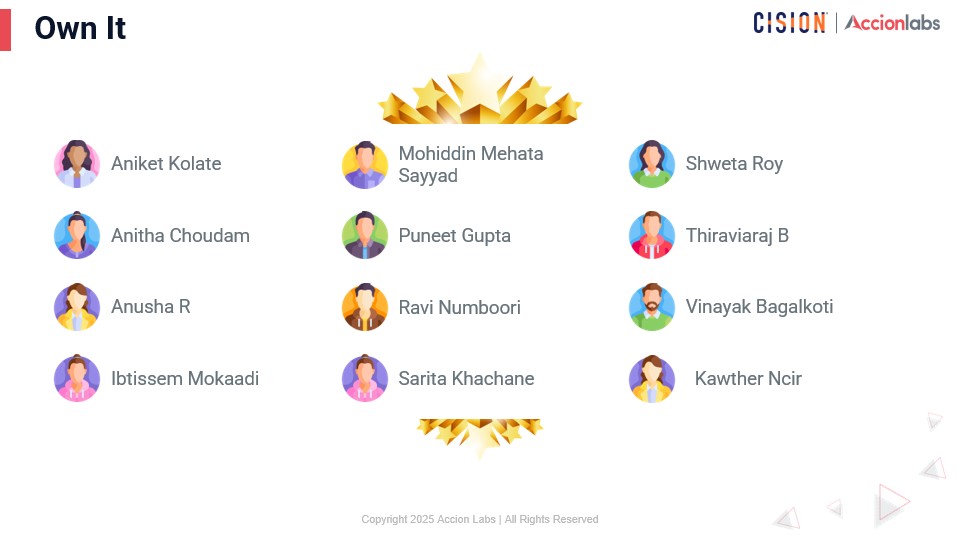 Own It
CISION
Accionlabs
Aniket Kolate
Mohiddin Mehata
Sayyad
Shweta Roy
Anitha Choudam
Puneet Gupta
Thiraviaraj B
Anusha R
Ravi Numboori
Vinayak Bagalkoti
Ibtissem Mokaadi
Sarita Khachane
Kawther Ncir
Copyright 2025 Accion Labs | All Rights Reserved